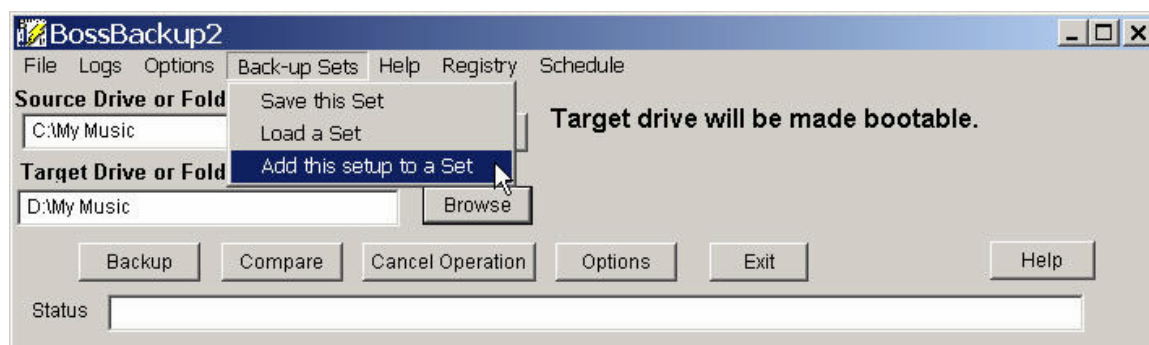 BossBackup2
File Logs Options Back-up Sets Help Registry Schedule
Source Drive or Fold
Save this Set
Target drive will be made bootable.
C:\My Music
Load a Set
Target Drive or Fold
Add this setup to a Set
D:\My Music
Browse
Backup Compare Cancel Operation Options Exit Help
Status